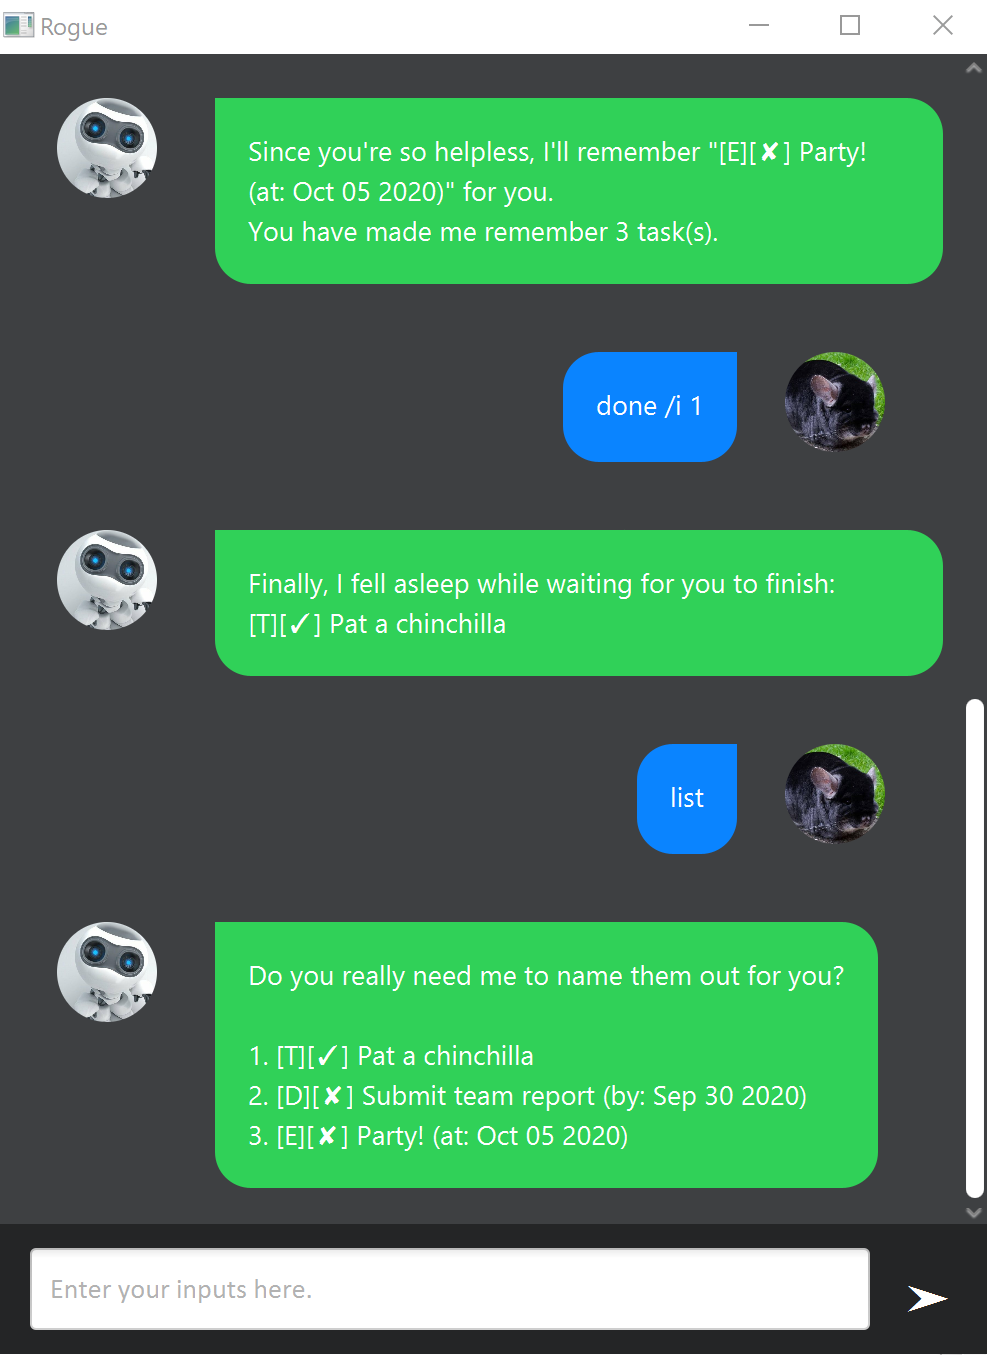 Rogue
Since you're so helpless, I'll remember "[E][✘] Party!
(at: Oct 05 2020)" for you.
You have made me remember 3 task(s).
done /i 1
Finally, I fell asleep while waiting for you to finish:
[T][✓] Pat a chinchilla
list
Do you really need me to name them out for you?
1. [T][✓] Pat a chinchilla
2. [D][✘] Submit team report (by: Sep 30 2020)
3. [E][✘] Party! (at: Oct 05 2020)
Enter your inputs here.